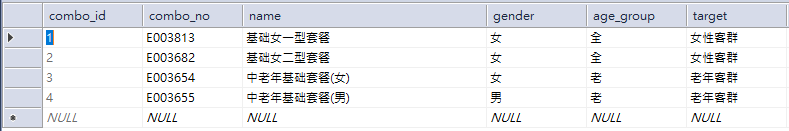 combo_id combo_no name gender age_group target
1 E003813 基础女一型套餐 女 全 女性客群
2 E003682 基础女二型套餐 女 全 女性客群
3 E003654 中老年基础套餐(女) 女 老 老年客群
4 E003655 中老年基础套餐(男) 男 老 老年客群
NULL NULL NULL NULL NULL NULL